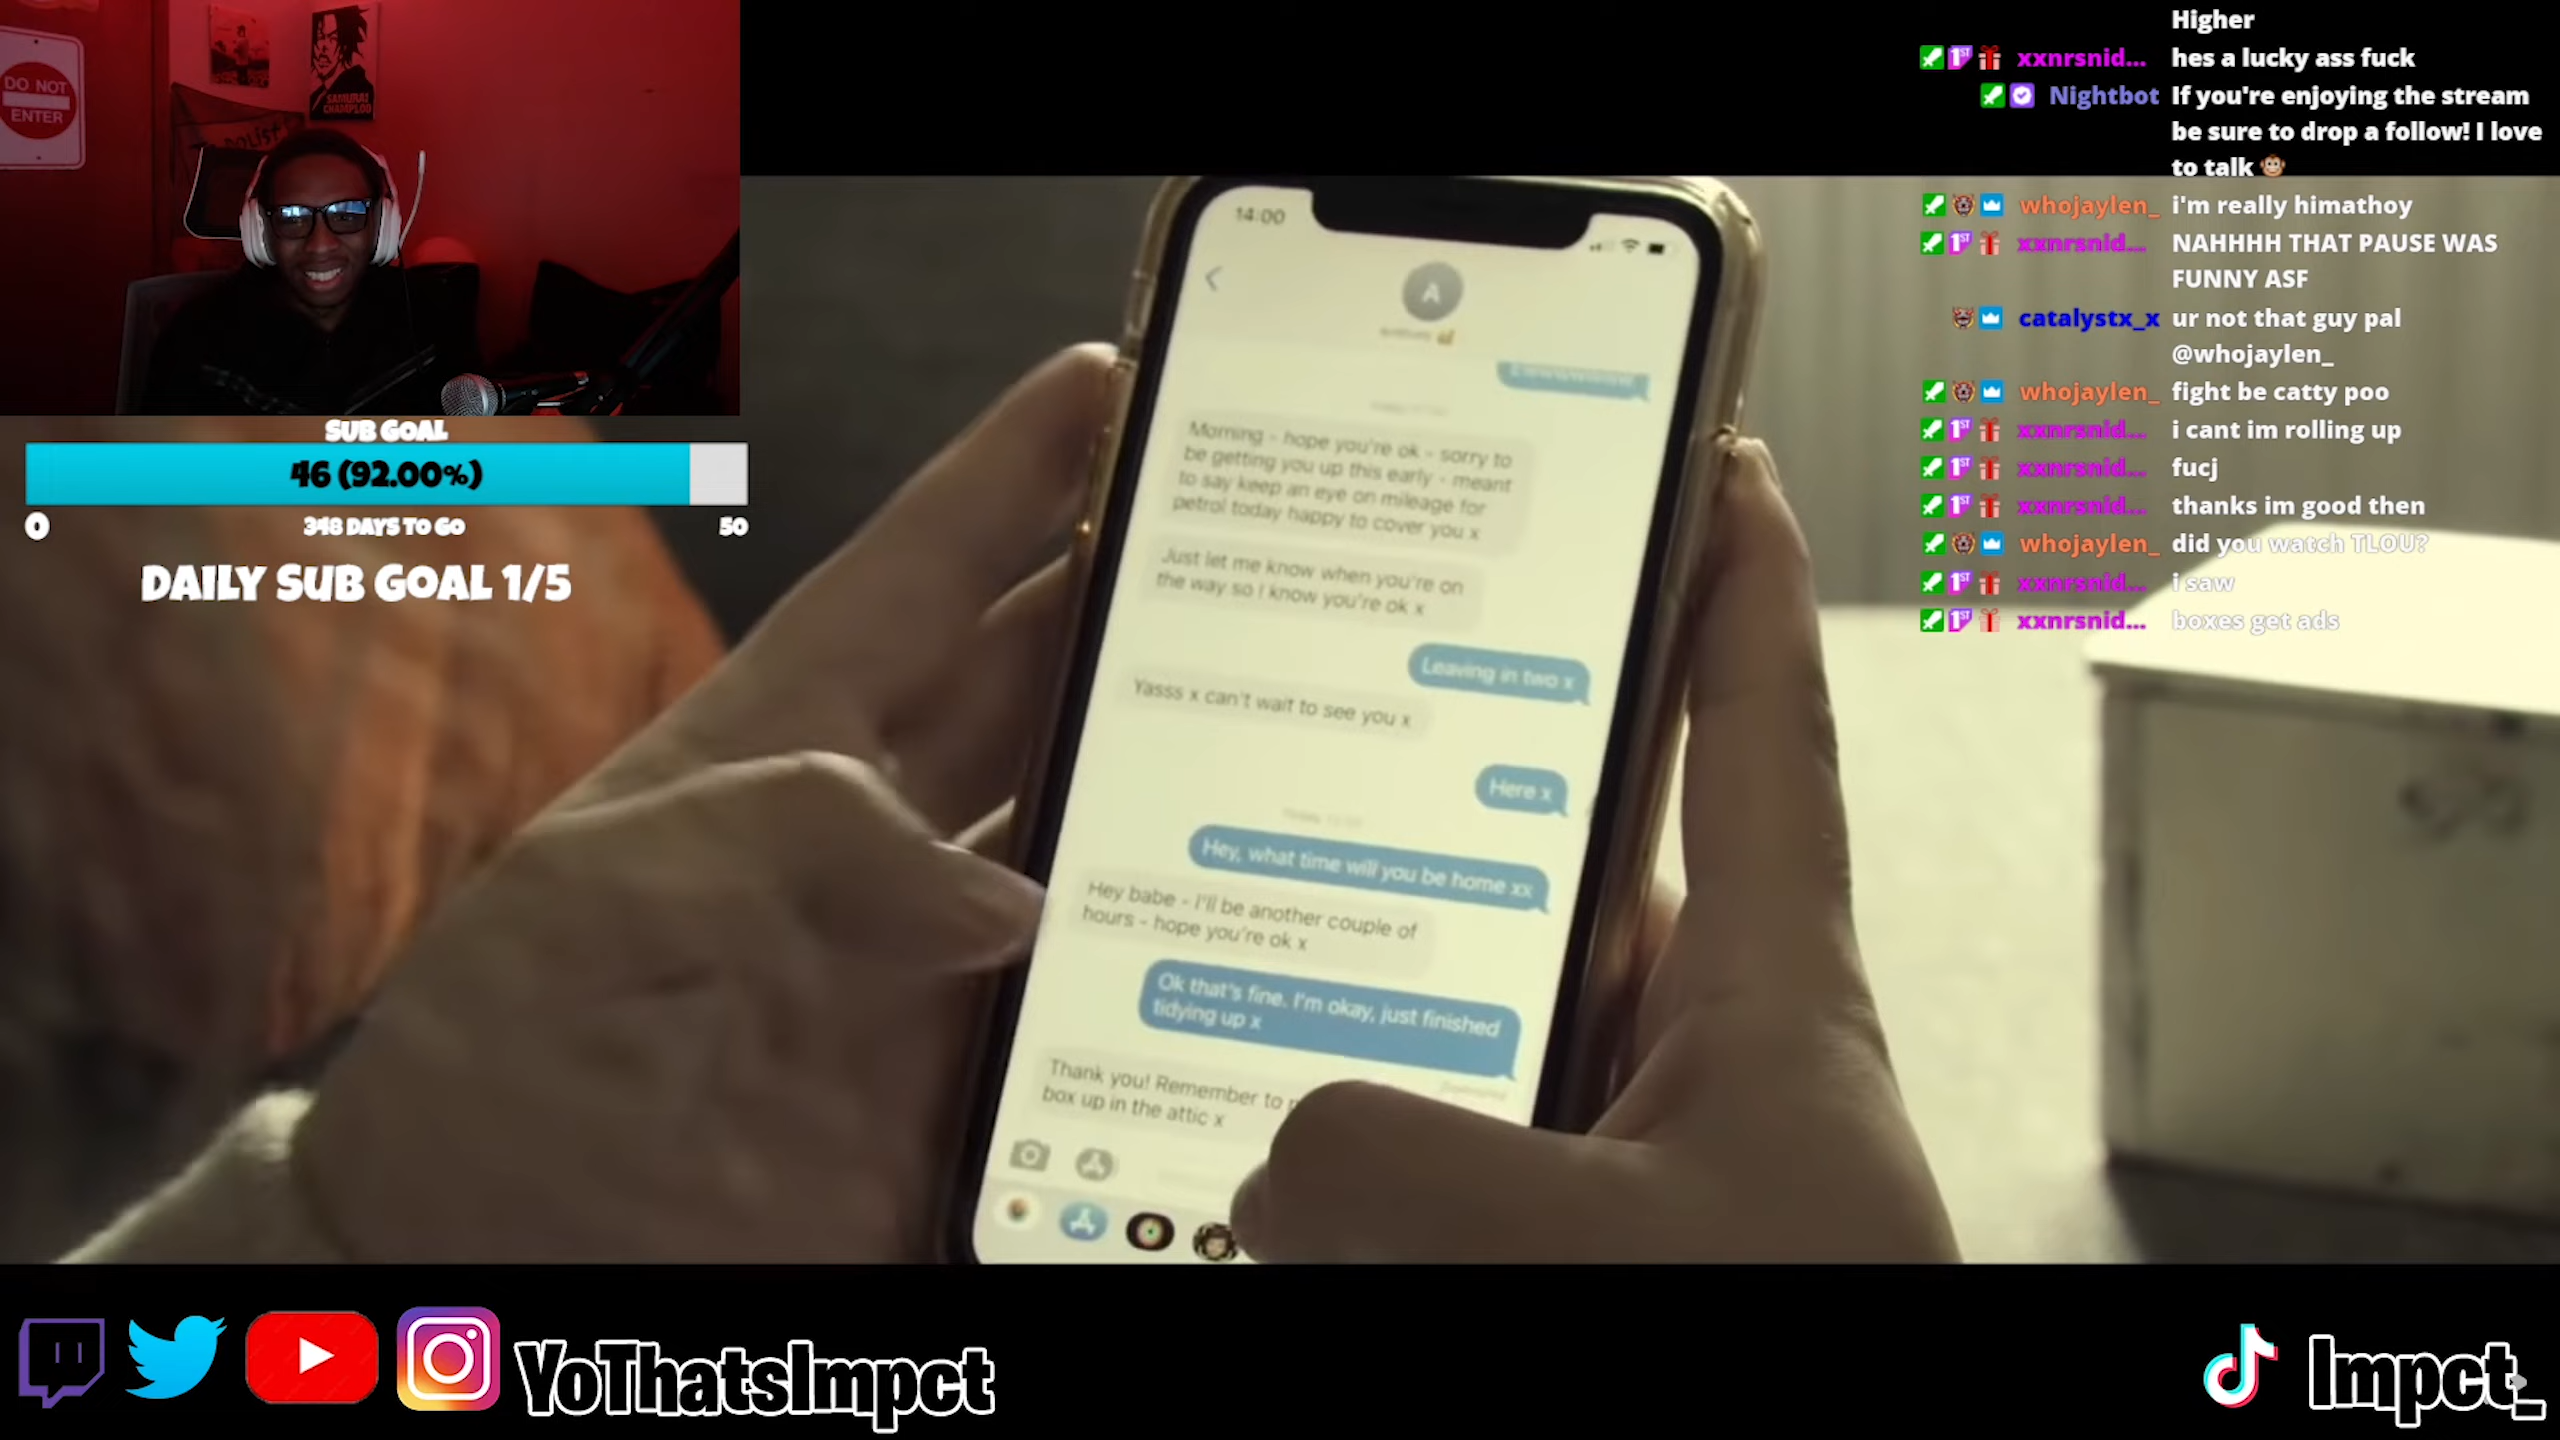 DO NOT
ENTER
SAMURAI
CHAMPLOO
SUB GOAL
46 (92.00%)
0
348 DAYS TO GO
50
DAILY SUB GOAL 1/5
14:00
A
Morning - hope you're ok - sorry to
be getting you up this early - meant
to say keep an eye on mileage for
petrol today happy to cover you x
Just let me know when you're on
the way so I know you're ok x
Leaving in two x
Yasss x can't wait to see you x
Here x
Hey, what time will you be home xx
Hey babe - I'll be another couple of
hours - hope you're ok x
Ok that's fine. I'm okay, just finished
tidying up x
Thank you! Remember to
box up in the attic x
Higher
1ST xxnrsnid... hes a lucky ass fuck
Nightbot If you're enjoying the stream
be sure to drop a follow! I love
to talk 🐵
whojaylen_ i'm really himathoy
1ST xxnrsnid... NAHHHH THAT PAUSE WAS
FUNNY ASF
catalystx_x ur not that guy pal
@whojaylen_
whojaylen_ fight be catty poo
1ST xxnrsnid... i cant im rolling up
1ST xxnrsnid... fucj
1ST xxnrsnid... thanks im good then
whojaylen_ did you watch TLOU?
1ST xxnrsnid... i saw
1ST xxnrsnid... boxes get ads
YoThatsImpct
Impct_